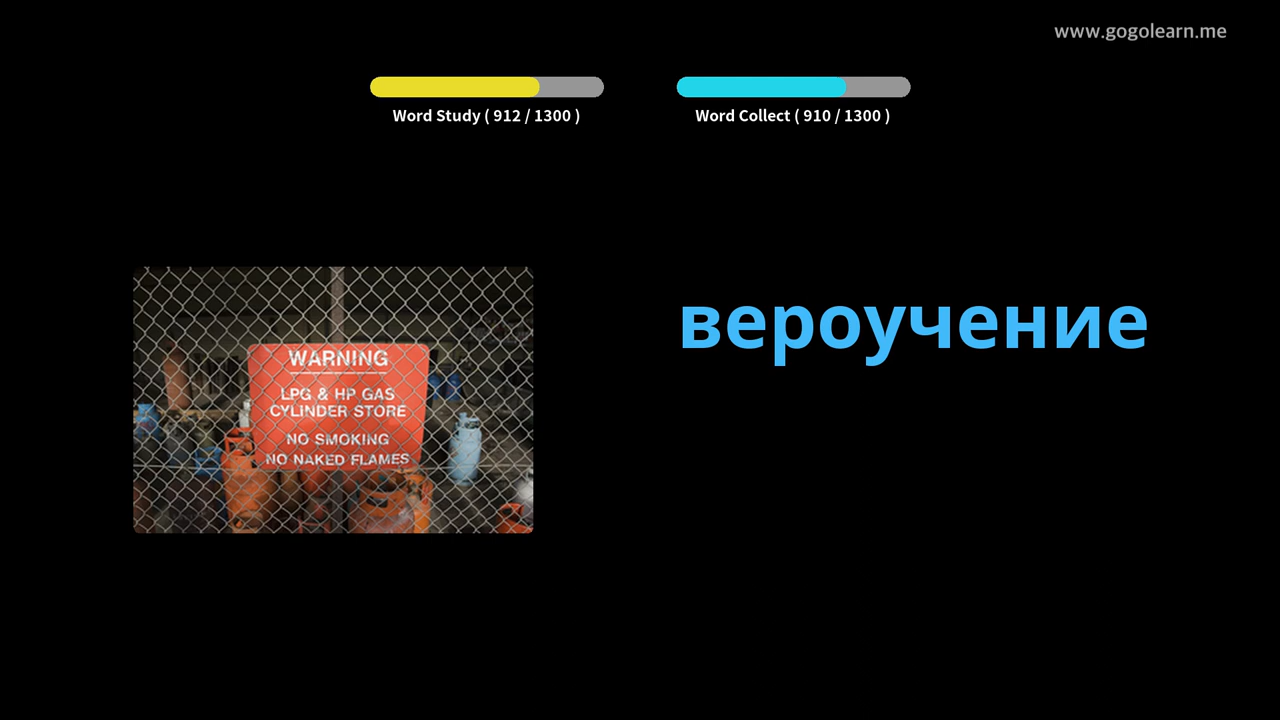 www.gogolearn.me
Word Study ( 912 / 1300 )
Word Collect ( 910 / 1300 )
WARNING
LPG & HP GAS
CYLINDER STORE
NO SMOKING
NO NAKED FLAMES
вероучение